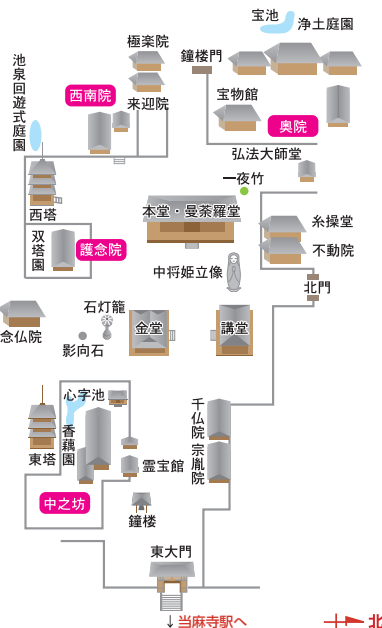 宝池
浄土庭園
極楽院
鐘楼門
池泉回遊式庭園
西南院
来迎院
宝物館
奥院
弘法大師堂
一夜竹
西塔
本堂・曼荼羅堂
糸操堂
双塔園
護念院
不動院
中将姫立像
北門
石灯籠
金堂
講堂
念仏院
影向石
心字池
千仏院
香藕園
東塔
霊宝館
宗胤院
中之坊
鐘楼
東大門
↓当麻寺駅へ
北